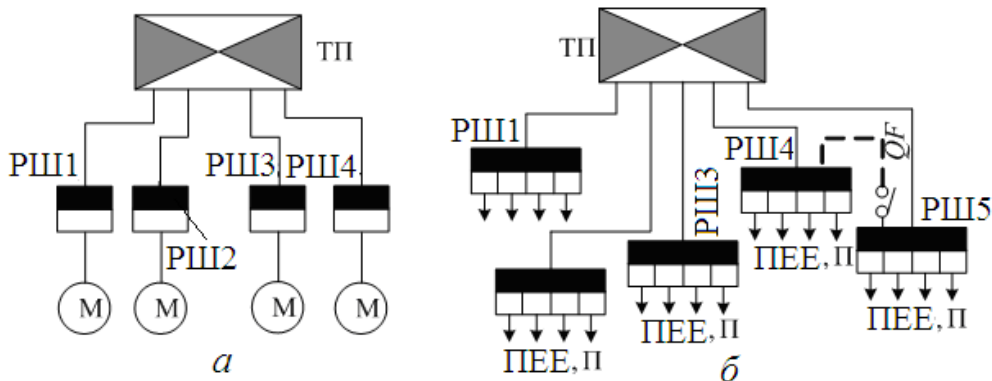 ТП
РШ1
РШ3
РШ4
РШ2
М
М
М
М
а
ТП
РШ1
РШ3
РШ4
QF
РШ5
ПЕЕ, П
ПЕЕ, П
ПЕЕ, П
ПЕЕ, П
б